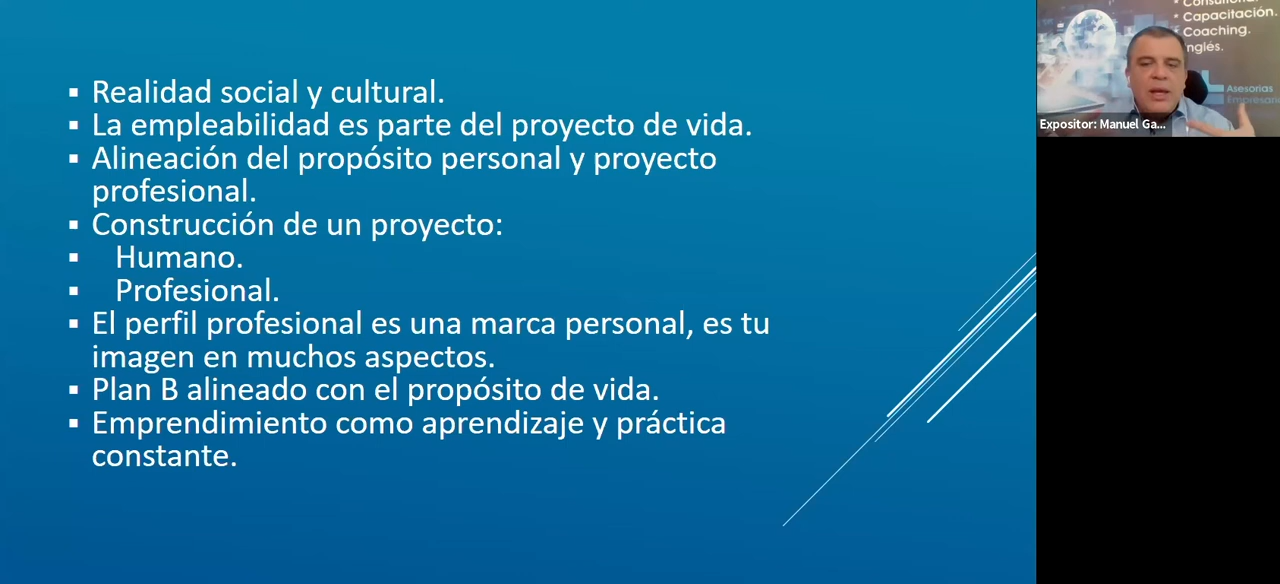 ▪ Realidad social y cultural.
▪ La empleabilidad es parte del proyecto de vida.
▪ Alineación del propósito personal y proyecto
profesional.
▪ Construcción de un proyecto:
▪ Humano.
▪ Profesional.
▪ El perfil profesional es una marca personal, es tu
imagen en muchos aspectos.
▪ Plan B alineado con el propósito de vida.
▪ Emprendimiento como aprendizaje y práctica
constante.
* Capacitación.
Coaching.
Asesorias
Expositor: Manuel Ga...